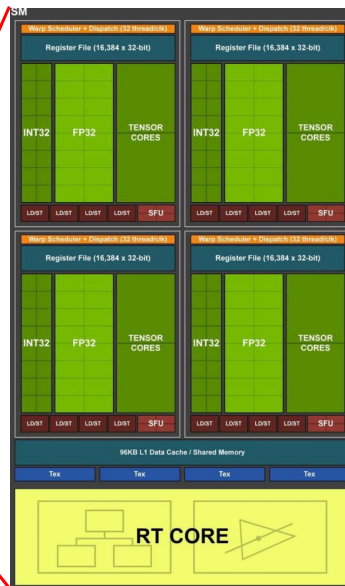 SM
Warp Scheduler + Dispatch (32 thread/clk)
Register File (16,384 x 32-bit)
INT32
FP32
TENSOR
CORES
LD/ST LD/ST LD/ST LD/ST SFU
Warp Scheduler + Dispatch (32 thread/clk)
Register File (16,384 x 32-bit)
INT32
FP32
TENSOR
CORES
LD/ST LD/ST LD/ST LD/ST SFU
Warp Scheduler + Dispatch (32 thread/clk)
Register File (16,384 x 32-bit)
INT32
FP32
TENSOR
CORES
LD/ST LD/ST LD/ST LD/ST SFU
Warp Scheduler + Dispatch (32 thread/clk)
Register File (16,384 x 32-bit)
INT32
FP32
TENSOR
CORES
LD/ST LD/ST LD/ST LD/ST SFU
96KB L1 Data Cache / Shared Memory
Tex Tex Tex Tex
RT CORE